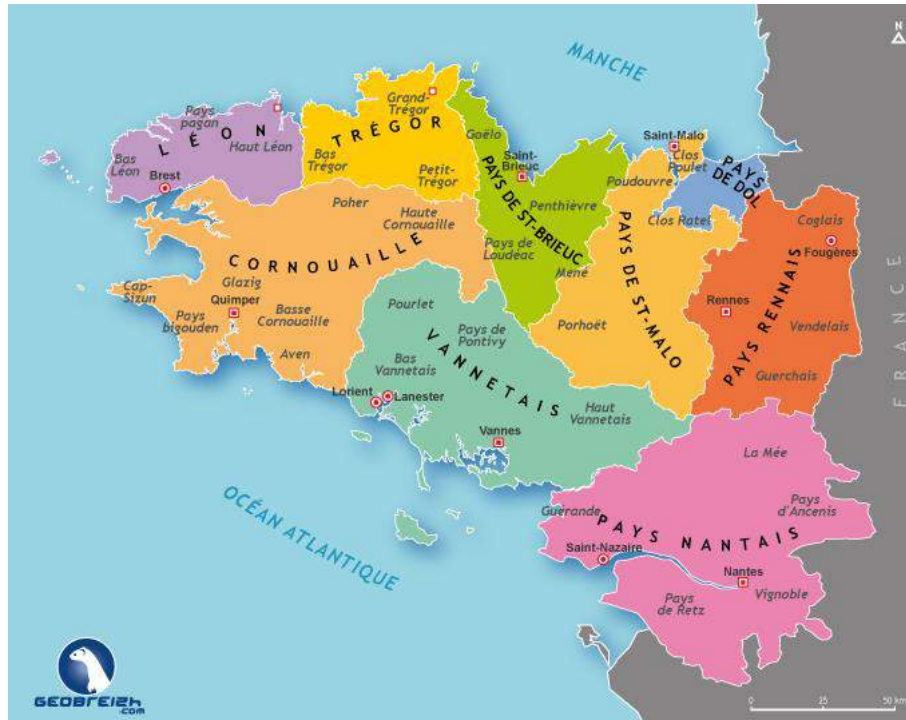 MANCHE
N
Grand-
Trégor
Pays
pagan
LÉON
Haut Léon
Bas
Léon
Brest
TRÉGOR
Bas
Trégor
Petit-
Trégor
Goëlo
Saint-
Brieuc
PAYS DE ST-BRIEUC
Penthièvre
Pays de
Loudéac
Mené
Saint-Malo
Clos
Poulet
Poudouvre
PAYS
DE DOL
Clos Ratel
PAYS DE ST-MALO
Porhoët
Coglais
Fougères
Rennes
PAYS RENNAIS
Vendelais
Guerchais
FRANCE
Poher
Haute
Cornouaille
CORNOUAILLE
Glazig
Cap-
Sizun
Quimper
Pays
bigouden
Basse
Cornouaille
Aven
Pourlet
Pays de
Pontivy
VANNETAIS
Bas
Vannetais
Lorient
Lanester
Haut
Vannetais
Vannes
La Mée
Pays
d'Ancenis
Guérande
PAYS NANTAIS
Saint-Nazaire
Nantes
Vignoble
Pays
de Retz
OCÉAN ATLANTIQUE
GEOBREIZH
.COM
0 25 50 km